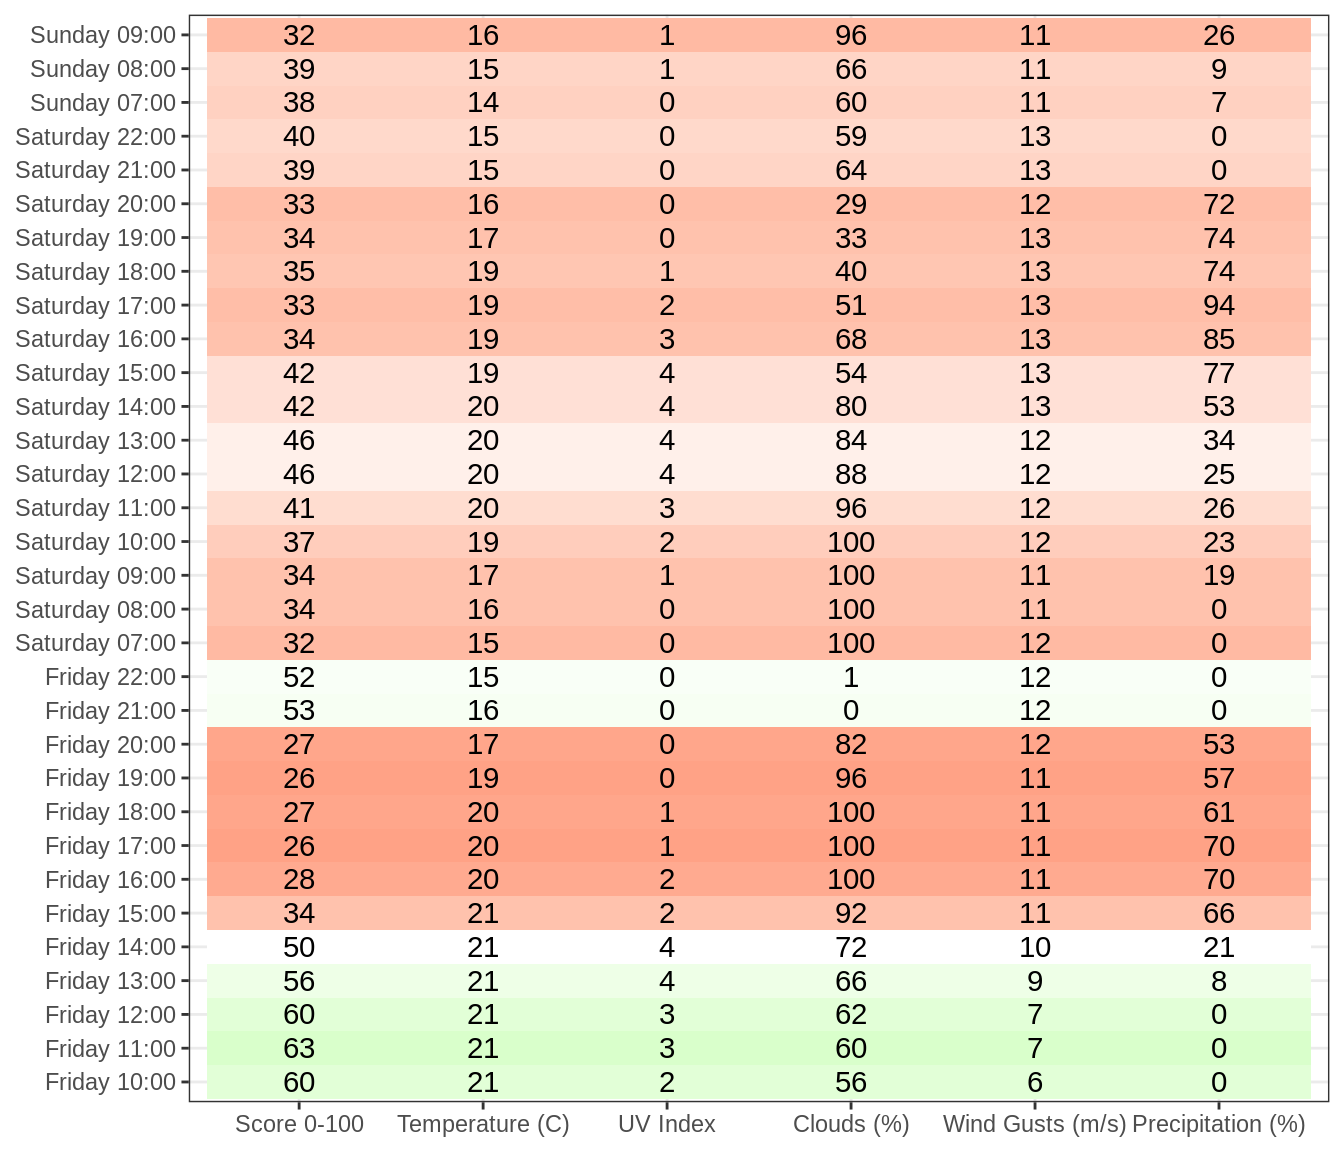 Sunday 09:00 32 16 1 96 11 26
Sunday 08:00 39 15 1 66 11 9
Sunday 07:00 38 14 0 60 11 7
Saturday 22:00 40 15 0 59 13 0
Saturday 21:00 39 15 0 64 13 0
Saturday 20:00 33 16 0 29 12 72
Saturday 19:00 34 17 0 33 13 74
Saturday 18:00 35 19 1 40 13 74
Saturday 17:00 33 19 2 51 13 94
Saturday 16:00 34 19 3 68 13 85
Saturday 15:00 42 19 4 54 13 77
Saturday 14:00 42 20 4 80 13 53
Saturday 13:00 46 20 4 84 12 34
Saturday 12:00 46 20 4 88 12 25
Saturday 11:00 41 20 3 96 12 26
Saturday 10:00 37 19 2 100 12 23
Saturday 09:00 34 17 1 100 11 19
Saturday 08:00 34 16 0 100 11 0
Saturday 07:00 32 15 0 100 12 0
Friday 22:00 52 15 0 1 12 0
Friday 21:00 53 16 0 0 12 0
Friday 20:00 27 17 0 82 12 53
Friday 19:00 26 19 0 96 11 57
Friday 18:00 27 20 1 100 11 61
Friday 17:00 26 20 1 100 11 70
Friday 16:00 28 20 2 100 11 70
Friday 15:00 34 21 2 92 11 66
Friday 14:00 50 21 4 72 10 21
Friday 13:00 56 21 4 66 9 8
Friday 12:00 60 21 3 62 7 0
Friday 11:00 63 21 3 60 7 0
Friday 10:00 60 21 2 56 6 0
Score 0-100 Temperature (C) UV Index Clouds (%) Wind Gusts (m/s) Precipitation (%)